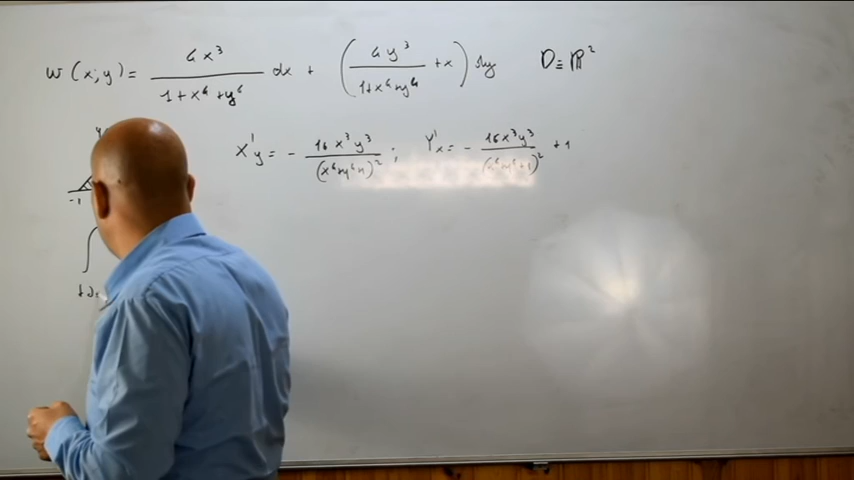 w(x;y) = 4x³/(1+x⁴+y⁴) dx + (4y³/(1+x⁴+y⁴) + x) dy D≡ℝ²
X'y = - 16x³y³/(x⁴+y⁴+1)² ; Y'x = - 16x³y³/(x⁴+y⁴+1)² + 1
-1